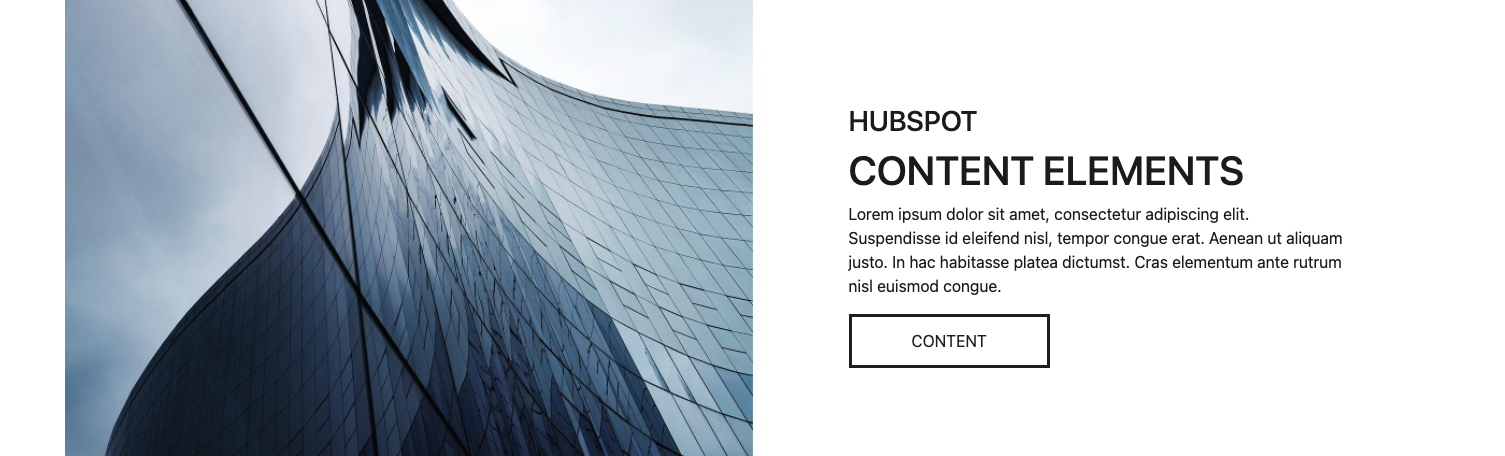 HUBSPOT
CONTENT ELEMENTS
Lorem ipsum dolor sit amet, consectetur adipiscing elit.
Suspendisse id eleifend nisl, tempor congue erat. Aenean ut aliquam
justo. In hac habitasse platea dictumst. Cras elementum ante rutrum
nisl euismod congue.
CONTENT